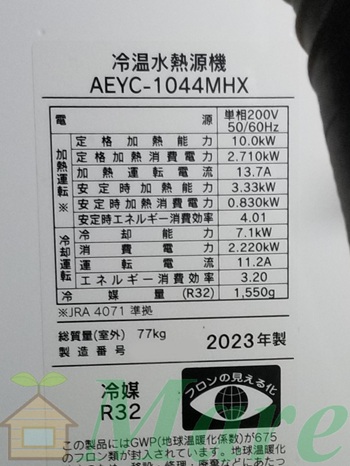 冷温水熱源機
AEYC-1044MHX
電 源 単相200V 50/60Hz
加熱運転※
定格加熱能力 10.0kW
定格加熱消費電力 2.710kW
加熱運転電流 13.7A
安定時加熱能力 3.33kW
安定時加熱消費電力 0.830kW
安定時エネルギー消費効率 4.01
冷却運転
冷却能力 7.1kW
消費電力 2.220kW
運転電流 11.2A
エネルギー消費効率 3.20
冷媒量 (R32) 1,550g
※JRA 4071 準拠
総質量(室外) 77kg
製造番号 2023年製
冷媒
R32
フロンの見える化
この製品にはGWP(地球温暖化係数)が675
のフロン類が封入されています。地球温暖
More